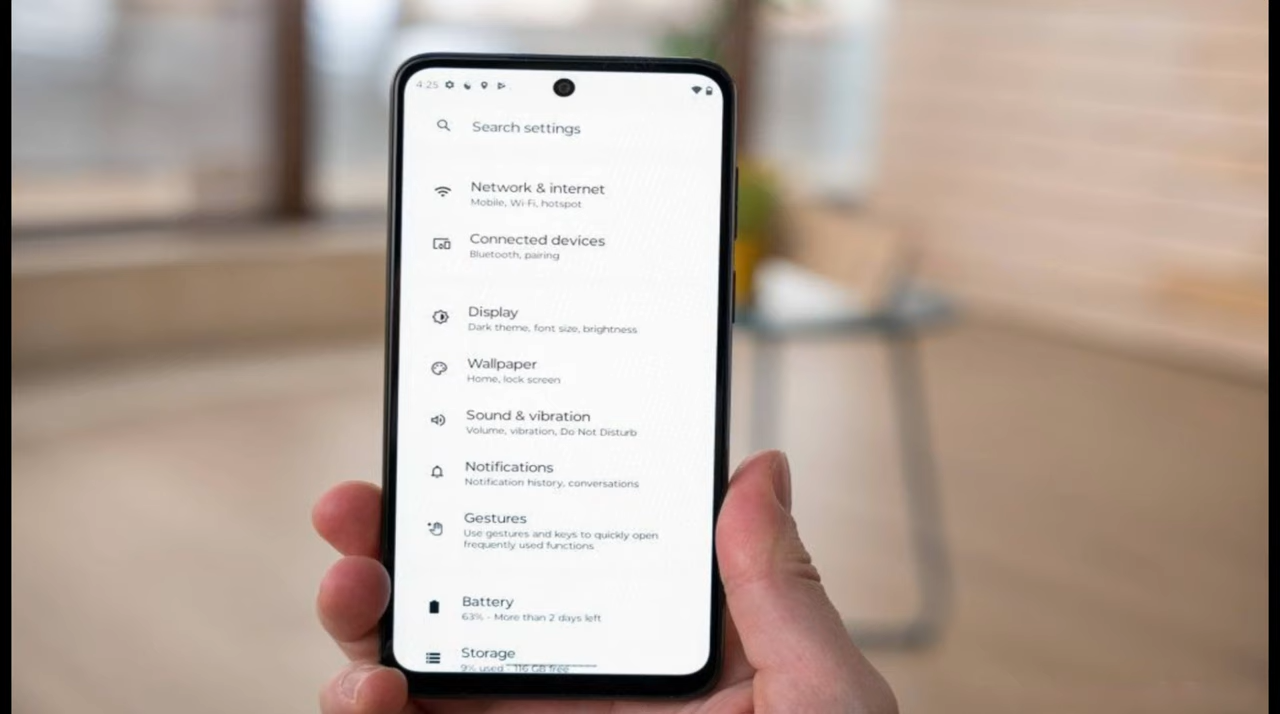 4:25
Search settings
Network & internet
Mobile, Wi-Fi, hotspot
Connected devices
Bluetooth, pairing
Display
Dark theme, font size, brightness
Wallpaper
Home, lock screen
Sound & vibration
Volume, vibration, Do Not Disturb
Notifications
Notification history, conversations
Gestures
Use gestures and keys to quickly open
frequently used functions
Battery
63% - More than 2 days left
Storage
9% used - 116 GB free